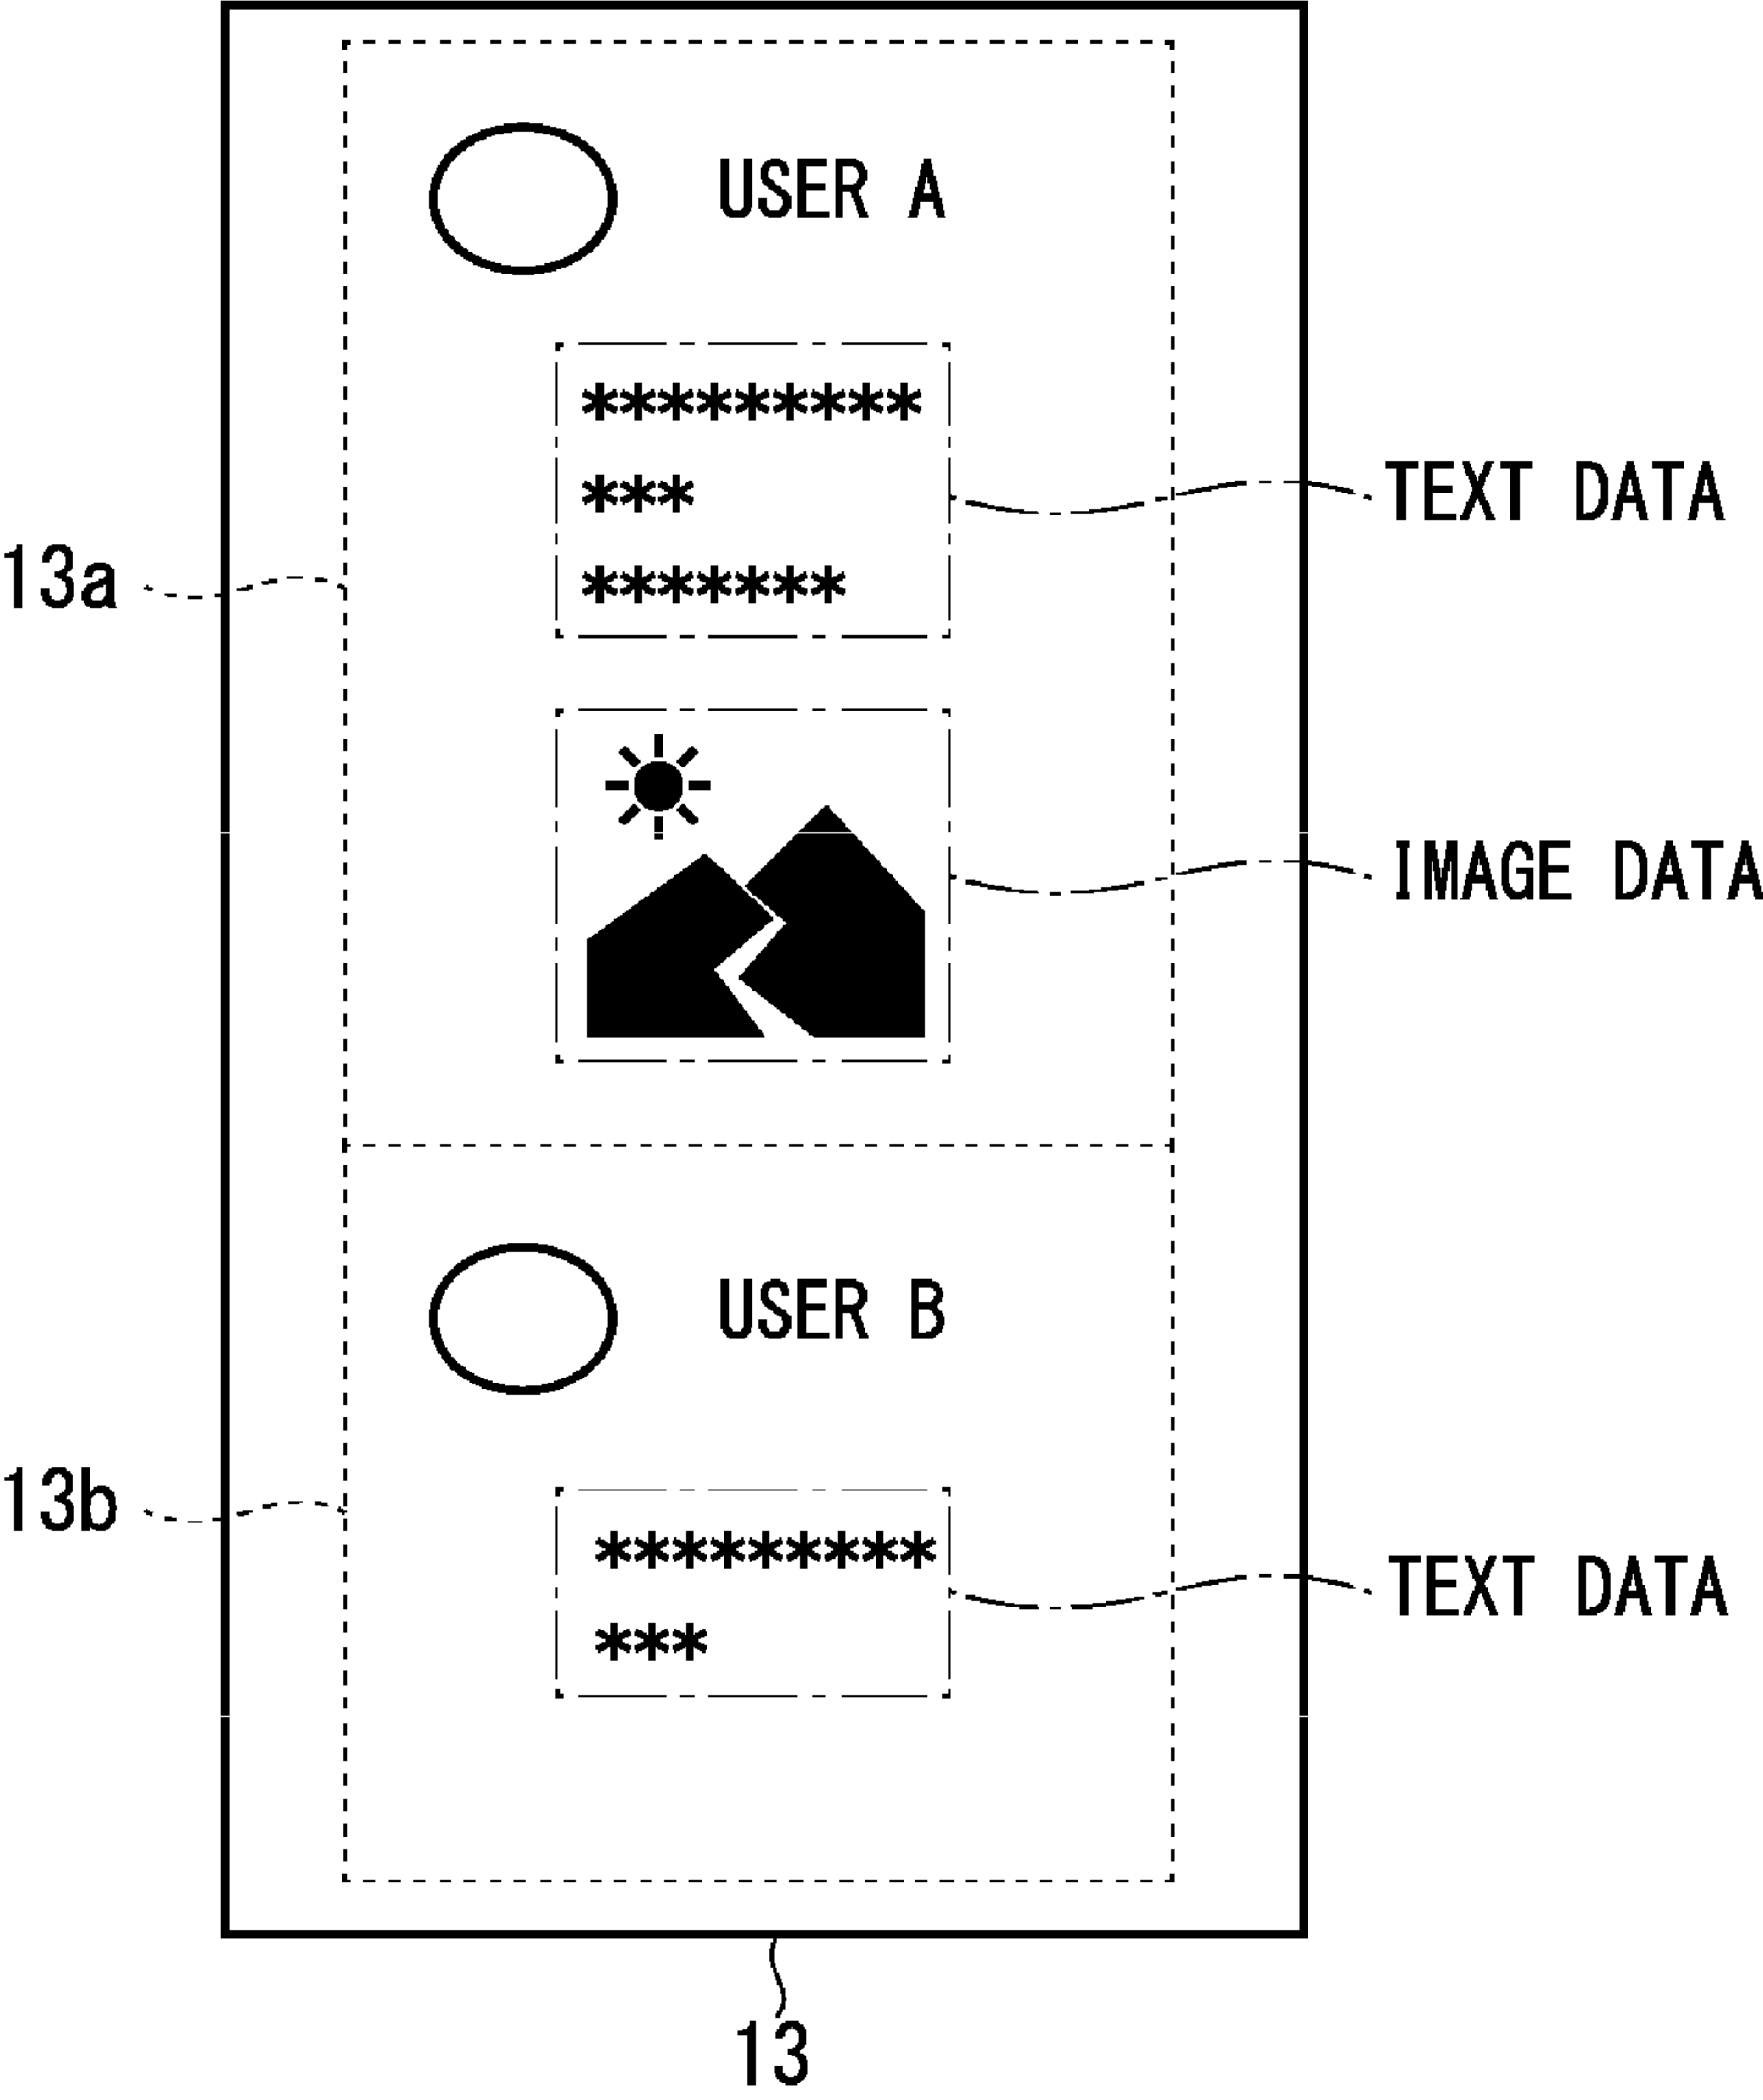 USER A
*********
***
*******
TEXT DATA
13a
IMAGE DATA
USER B
13b
*********
***
TEXT DATA
13